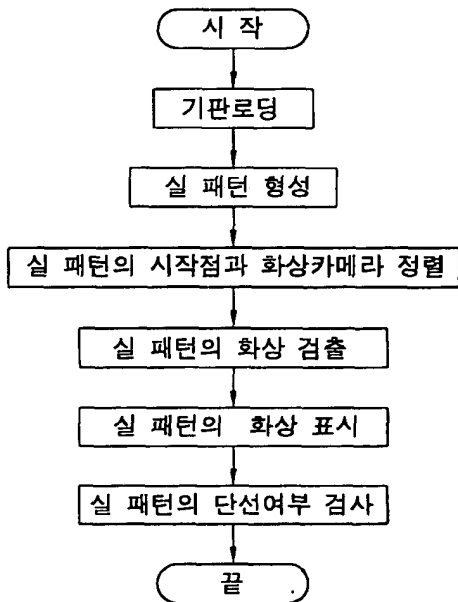 시 작
기판로딩
실 패턴 형성
실 패턴의 시작점과 화상카메라 정렬
실 패턴의 화상 검출
실 패턴의 화상 표시
실 패턴의 단선여부 검사
끝